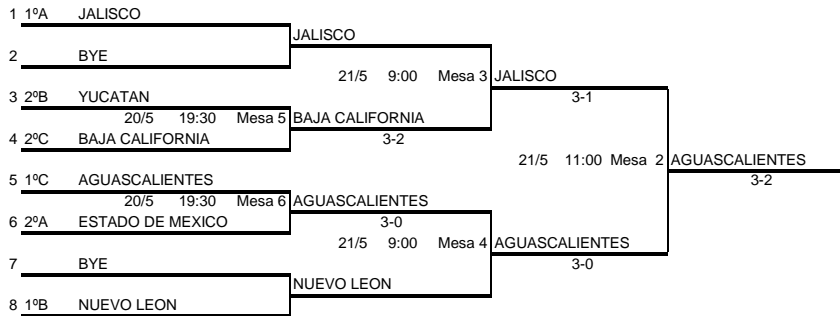 1 1ºA JALISCO
JALISCO
2 BYE
21/5 9:00 Mesa 3 JALISCO
3 2ºB YUCATAN
3-1
20/5 19:30 Mesa 5 BAJA CALIFORNIA
4 2ºC BAJA CALIFORNIA
3-2
21/5 11:00 Mesa 2 AGUASCALIENTES
5 1ºC AGUASCALIENTES
3-2
20/5 19:30 Mesa 6 AGUASCALIENTES
6 2ºA ESTADO DE MEXICO
3-0
21/5 9:00 Mesa 4 AGUASCALIENTES
7 BYE
3-0
NUEVO LEON
8 1ºB NUEVO LEON